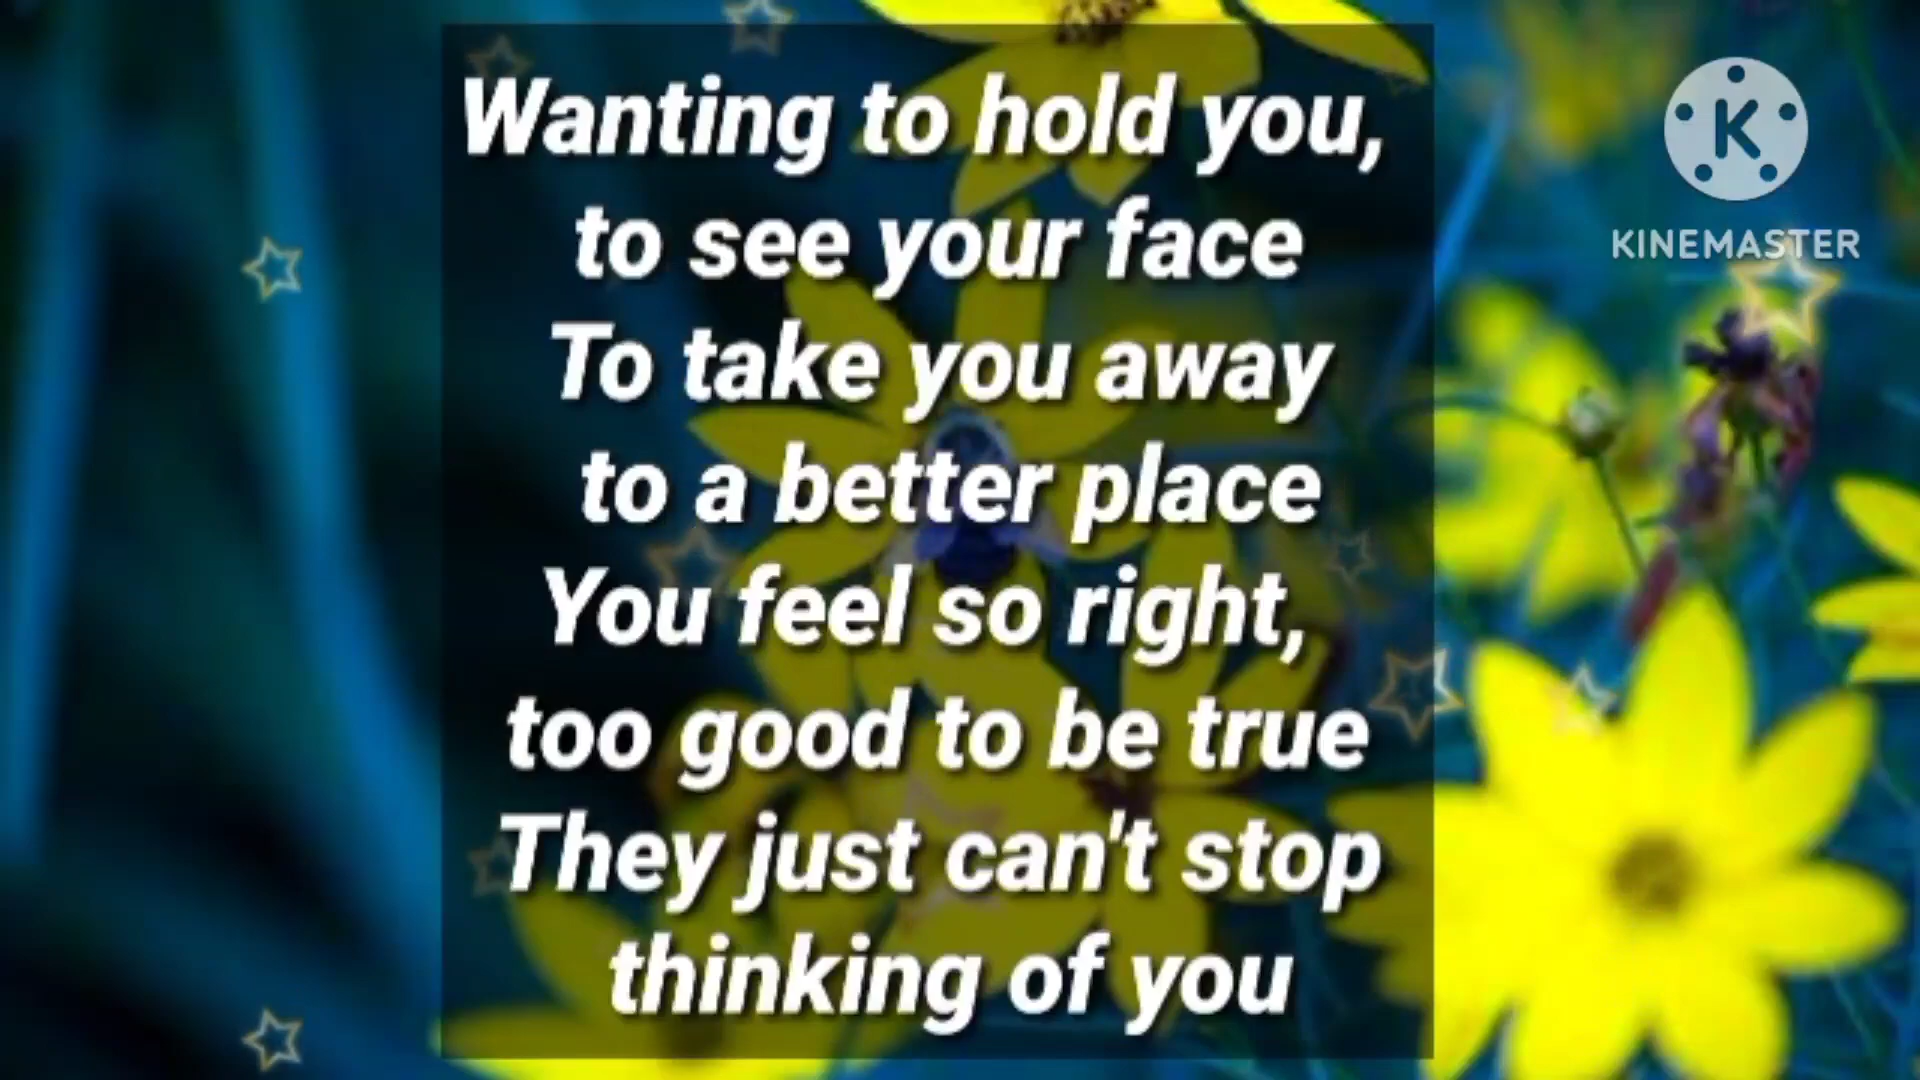 Wanting to hold you,
to see your face
To take you away
to a better place
You feel so right,
too good to be true
They just can't stop
thinking of you
K
KINEMASTER